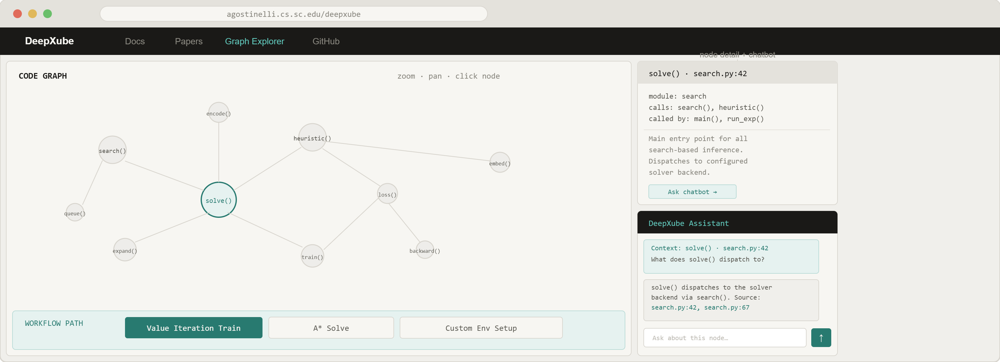 agostinelli.cs.sc.edu/deepxube
DeepXube
Docs
Papers
Graph Explorer
GitHub
node detail + chatbot
CODE GRAPH
zoom · pan · click node
encode()
heuristic()
search()
embed()
loss()
solve()
queue()
expand()
train()
backward()
WORKFLOW PATH
Value Iteration Train
A* Solve
Custom Env Setup
solve() · search.py:42
module: search
calls: search(), heuristic()
called by: main(), run_exp()
Main entry point for all
search-based inference.
Dispatches to configured
solver backend.
Ask chatbot →
DeepXube Assistant
Context: solve() · search.py:42
What does solve() dispatch to?
solve() dispatches to the solver
backend via search(). Source:
search.py:42, search.py:67
Ask about this node…
↑